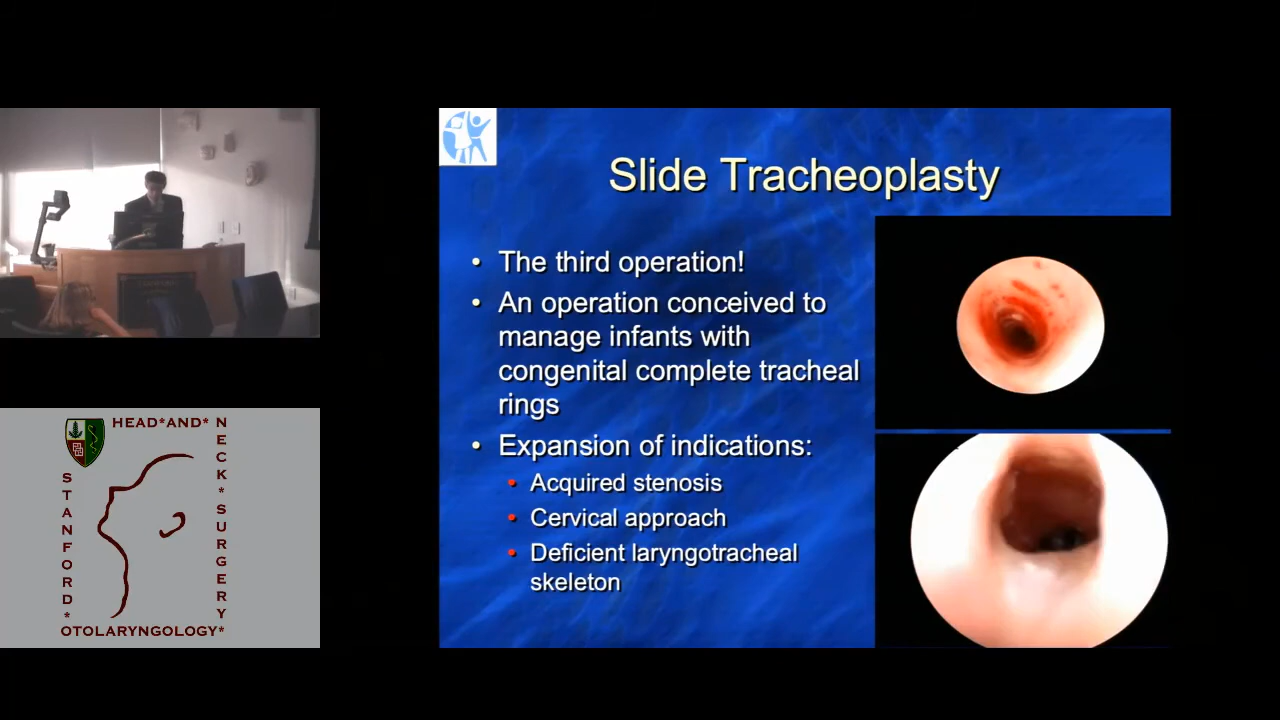 Slide Tracheoplasty
• The third operation!
• An operation conceived to
manage infants with
congenital complete tracheal
rings
• Expansion of indications:
• Acquired stenosis
• Cervical approach
• Deficient laryngotracheal
skeleton
HEAD*AND*
NECK*SURGERY*
STANFORD*
OTOLARYNGOLOGY*